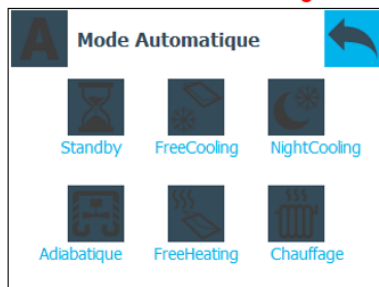 A Mode Automatique
Standby FreeCooling NightCooling
Adiabatique FreeHeating Chauffage